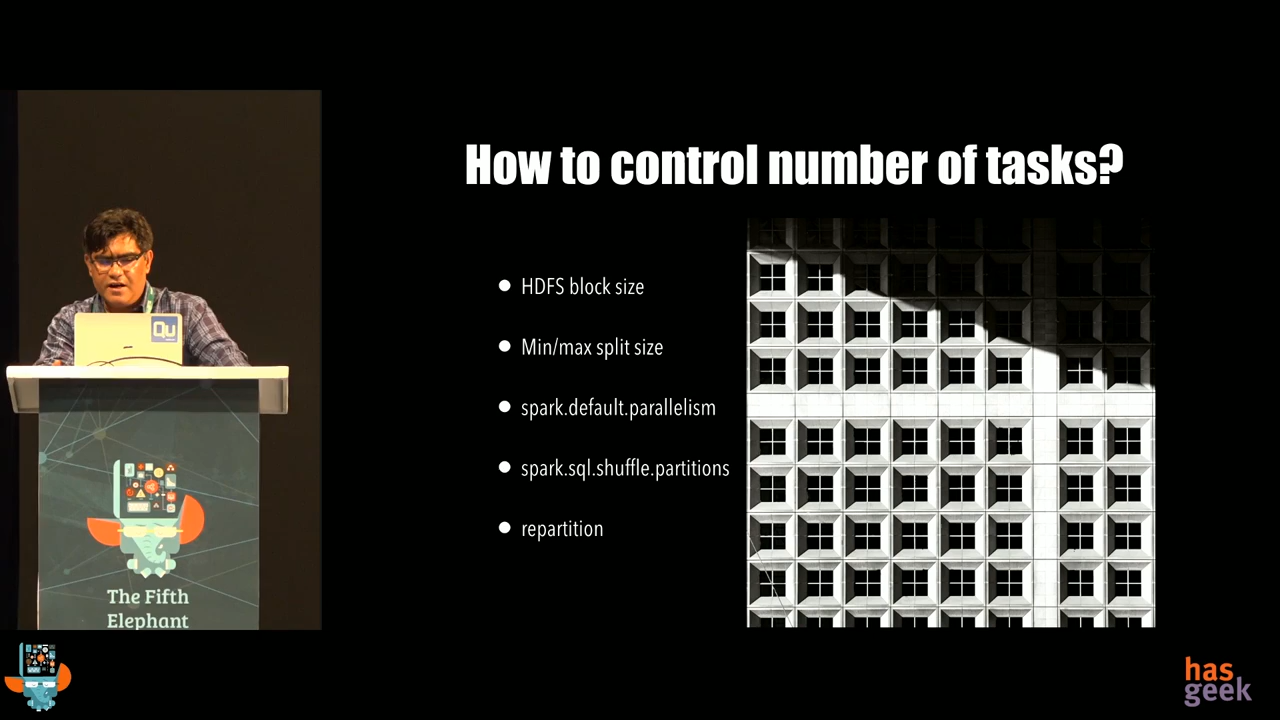 How to control number of tasks?
HDFS block size
Min/max split size
spark.default.parallelism
spark.sql.shuffle.partitions
repartition
Qu
The Fifth
Elephant
has
geek